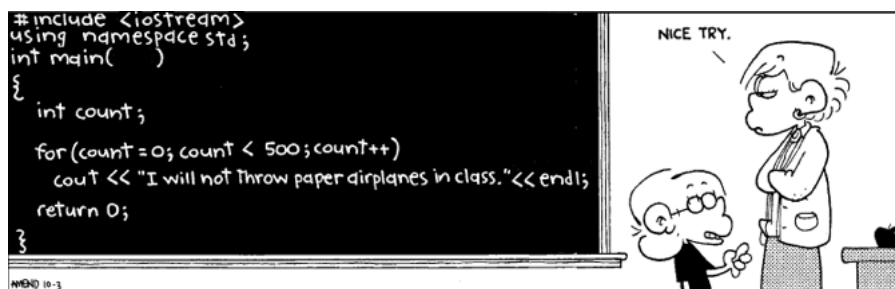 #include <iostream>
using namespace std;
int main(    )
{
int count;
for (count = 0; count < 500; count++)
cout << "I will not throw paper airplanes in class." << endl;
return 0;
}
NICE TRY.
AMEND 10-3